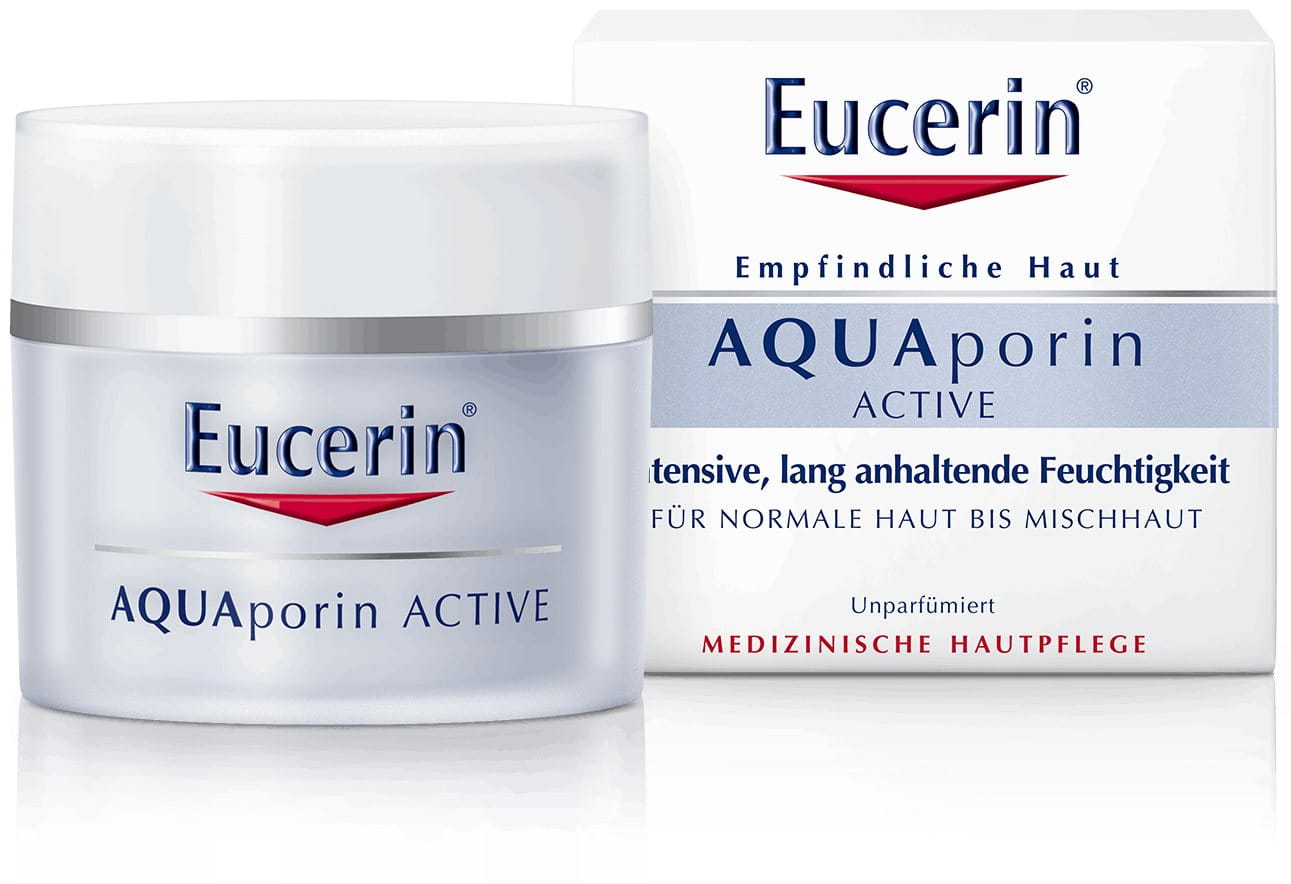 Eucerin®
AQUAporin ACTIVE
Eucerin®
Empfindliche Haut
AQUAporin
ACTIVE
lang anhaltende Feuchtigkeit
FÜR NORMALE HAUT BIS MISCHHAUT
Unparfümiert
MEDIZINISCHE HAUTPFLEGE